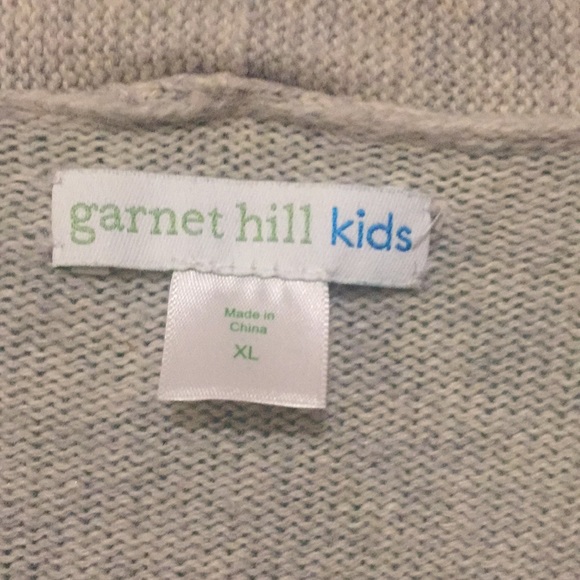 garnet hill kids
Made in
China
XL